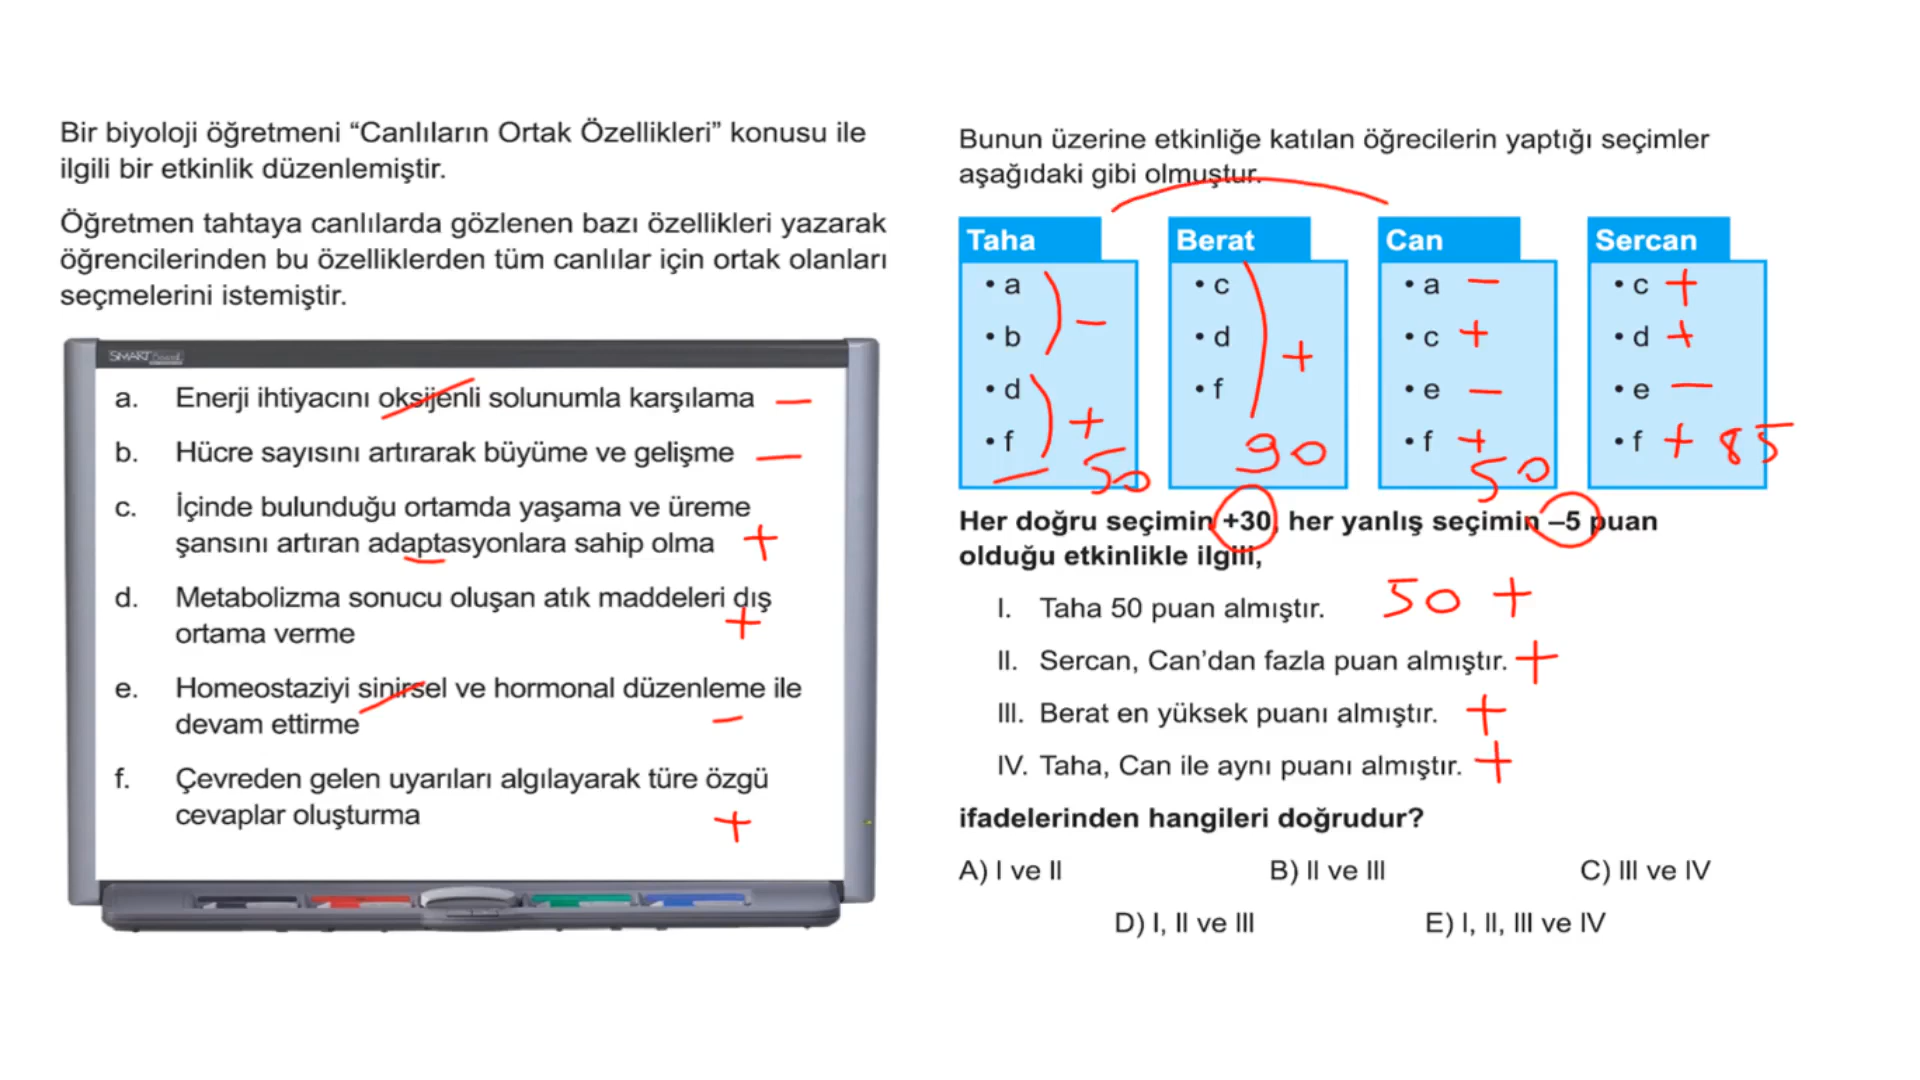 Bir biyoloji öğretmeni “Canlıların Ortak Özellikleri” konusu ile
ilgili bir etkinlik düzenlemiştir.
Öğretmen tahtaya canlılarda gözlenen bazı özellikleri yazarak
öğrencilerinden bu özelliklerden tüm canlılar için ortak olanları
seçmelerini istemiştir.
SMART
a. Enerji ihtiyacını oksijenli solunumla karşılama —
b. Hücre sayısını artırarak büyüme ve gelişme —
c. İçinde bulunduğu ortamda yaşama ve üreme
şansını artıran adaptasyonlara sahip olma +
d. Metabolizma sonucu oluşan atık maddeleri dış
ortama verme +
e. Homeostaziyi sinirsel ve hormonal düzenleme ile
devam ettirme —
f. Çevreden gelen uyarıları algılayarak türe özgü
cevaplar oluşturma +
Bunun üzerine etkinliğe katılan öğrecilerin yaptığı seçimler
aşağıdaki gibi olmuştur.
Taha
• a
• b —
• d
• f +
50
Berat
• c
• d +
• f
90
Can
• a —
• c +
• e —
• f +
50
Sercan
• c +
• d +
• e —
• f + 85
Her doğru seçimin +30, her yanlış seçimin –5 puan
olduğu etkinlikle ilgili,
I. Taha 50 puan almıştır. 50 +
II. Sercan, Can’dan fazla puan almıştır. +
III. Berat en yüksek puanı almıştır. +
IV. Taha, Can ile aynı puanı almıştır. +
ifadelerinden hangileri doğrudur?
A) I ve II B) II ve III C) III ve IV
D) I, II ve III E) I, II, III ve IV